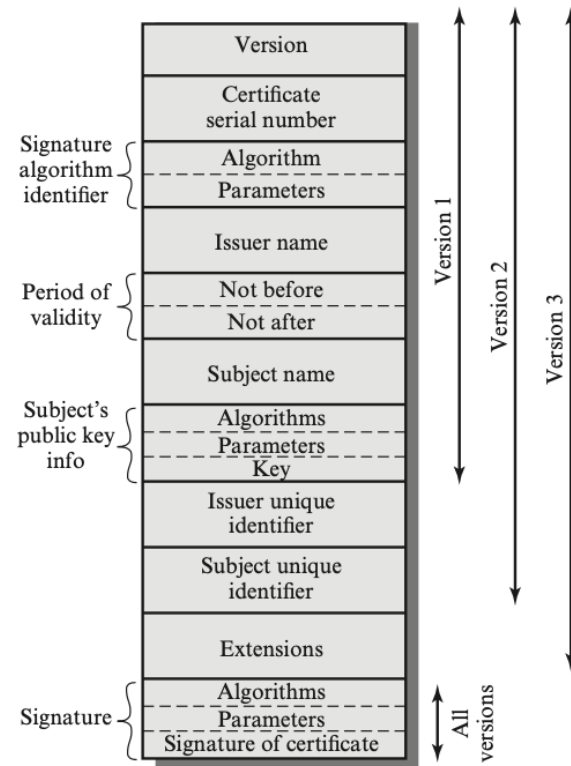 Version
Certificate
serial number
Signature
algorithm
identifier
Algorithm
Parameters
Issuer name
Period of
validity
Not before
Not after
Subject name
Subject's
public key
info
Algorithms
Parameters
Key
Issuer unique
identifier
Subject unique
identifier
Extensions
Signature
Algorithms
Parameters
Signature of certificate
Version 1
Version 2
Version 3
All
versions